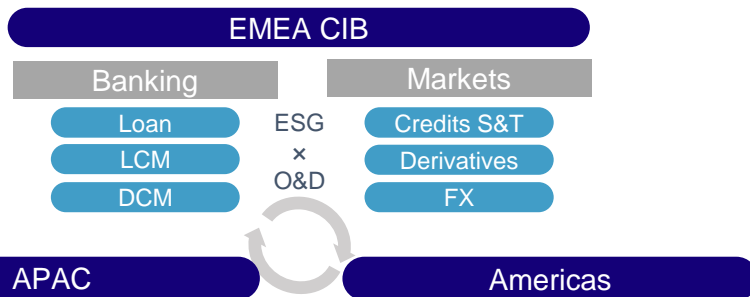 EMEA CIB
Banking
Markets
Loan
ESG
Credits S&T
LCM
×
Derivatives
DCM
O&D
FX
APAC
Americas